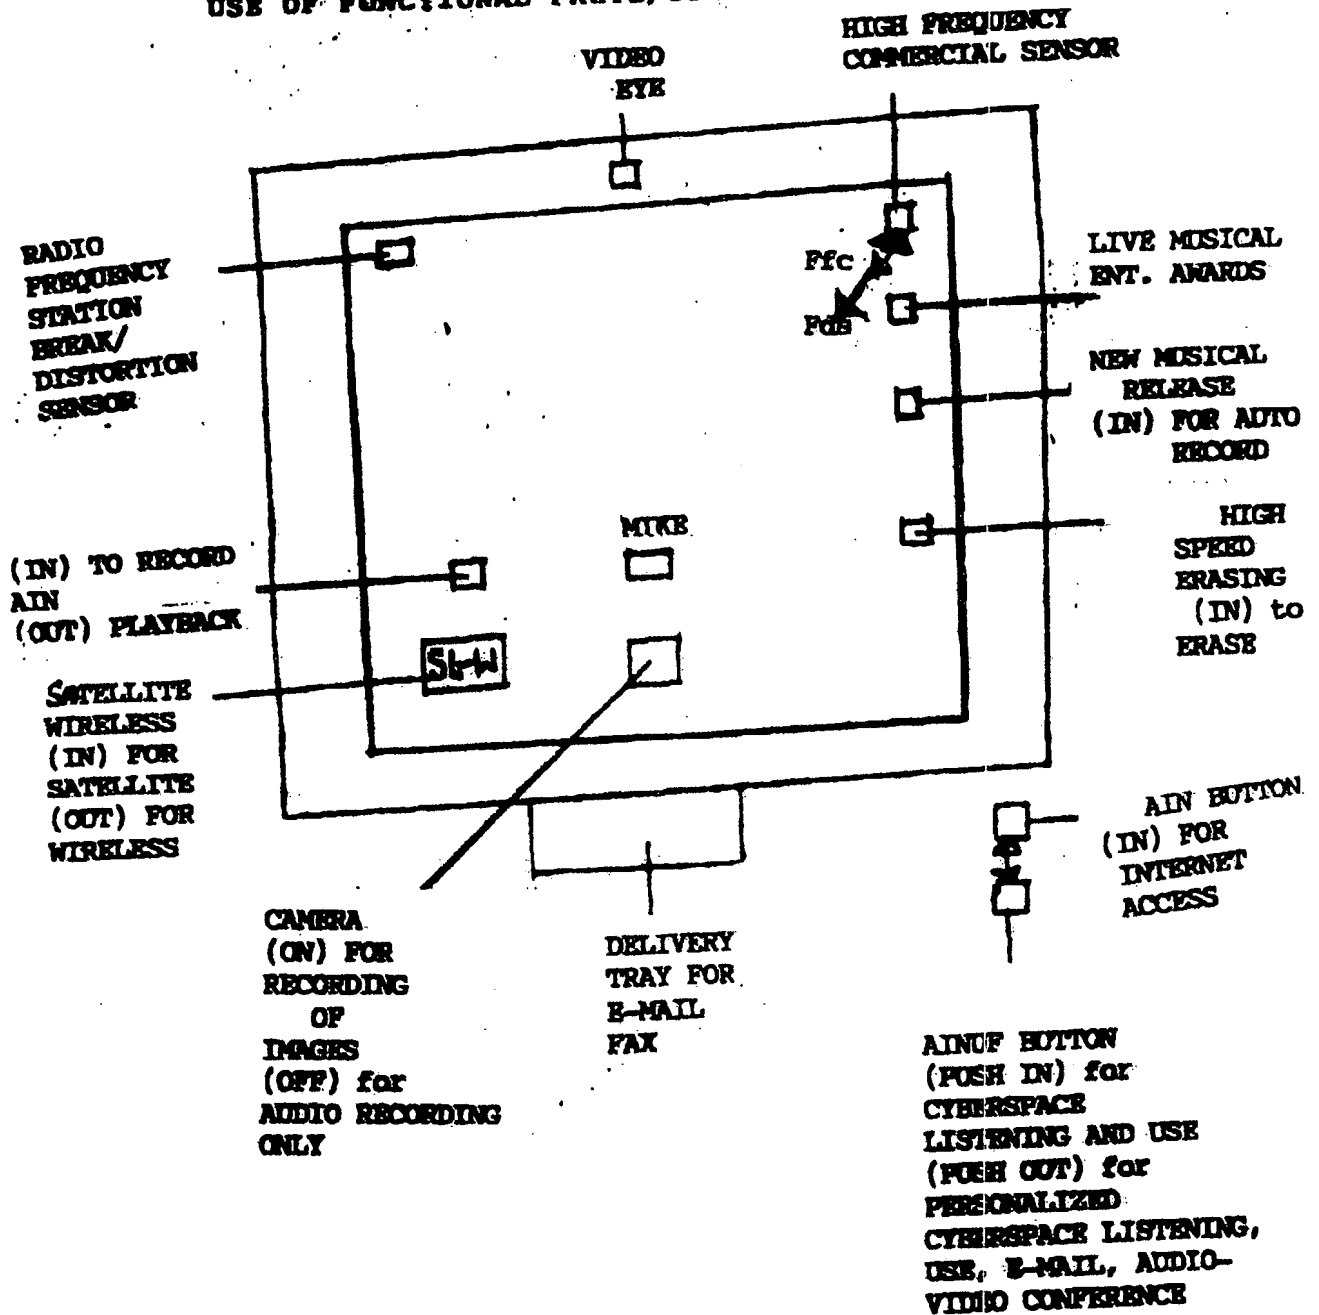 USE OF FUNCTIONAL
VIDEO
EYE
HIGH FREQUENCY
COMMERCIAL SENSOR
RADIO
FREQUENCY
STATION
BREAK/
DISTORTION
SENSOR
Ffc
Fds
LIVE MUSICAL
ENT. AWARDS
NEW MUSICAL
RELEASE
(IN) FOR AUTO
RECORD
MIKE
HIGH
SPEED
ERASING
(IN) to
ERASE
(IN) TO RECORD
AIN
(OUT) PLAYBACK
SL-W
SATELLITE
WIRELESS
(IN) FOR
SATELLITE
(OUT) FOR
WIRELESS
AIN BUTTON
(IN) FOR
INTERNET
ACCESS
CAMERA
(ON) FOR
RECORDING
OF
IMAGES
(OFF) for
AUDIO RECORDING
ONLY
DELIVERY
TRAY FOR
E-MAIL
FAX
AINUF BUTTON
(PUSH IN) for
CYBERSPACE
LISTENING AND USE
(PUSH OUT) for
PERSONALIZED
CYBERSPACE LISTENING,
USE, E-MAIL, AUDIO-
VIDEO CONFERENCE